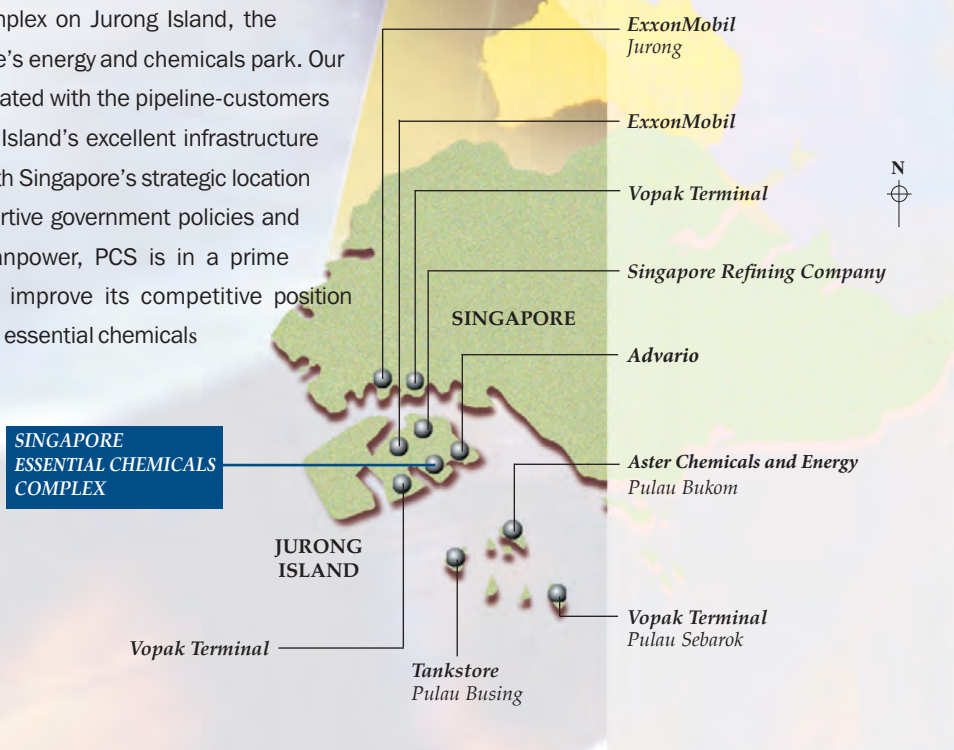 mplex on Jurong Island, the
e's energy and chemicals park. Our
ated with the pipeline-customers
Island's excellent infrastructure
th Singapore's strategic location
rtive government policies and
anpower, PCS is in a prime
improve its competitive position
essential chemicals
ExxonMobil
Jurong
ExxonMobil
Vopak Terminal
N
Singapore Refining Company
SINGAPORE
Advario
SINGAPORE
ESSENTIAL CHEMICALS
COMPLEX
Aster Chemicals and Energy
Pulau Bukom
JURONG
ISLAND
Vopak Terminal
Pulau Sebarok
Vopak Terminal
Tankstore
Pulau Busing